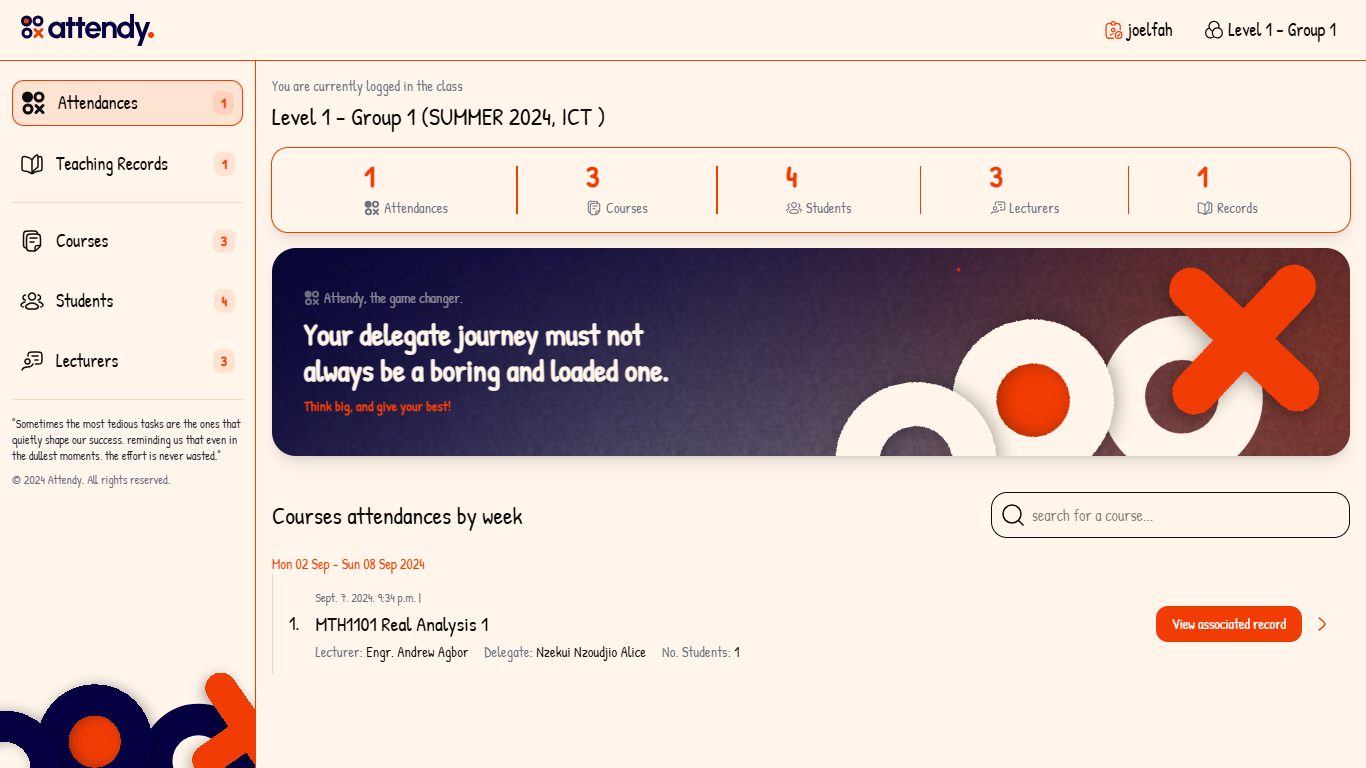 attendy.
joelfah
Level 1 - Group 1
Attendances 1
Teaching Records 1
Courses 3
Students 4
Lecturers 3
"Sometimes the most tedious tasks are the ones that
quietly shape our success. reminding us that even in
the dullest moments. the effort is never wasted."
© 2024 Attendy. All rights reserved.
You are currently logged in the class
Level 1 - Group 1 (SUMMER 2024, ICT )
1
Attendances
3
Courses
4
Students
3
Lecturers
1
Records
Attendy, the game changer.
Your delegate journey must not
always be a boring and loaded one.
Think big, and give your best!
Courses attendances by week
search for a course...
Mon 02 Sep - Sun 08 Sep 2024
Sept. 7. 2024. 9:34 p.m. |
1. MTH1101 Real Analysis 1
Lecturer: Engr. Andrew Agbor Delegate: Nzekui Nzoudjio Alice No. Students: 1
View associated record